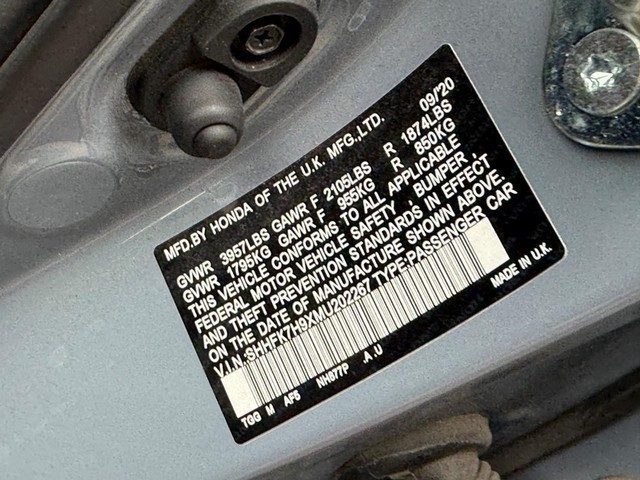 MFD.BY HONDA OF THE U.K. MFG.,LTD. 09/'20
GVWR 3957LBS GAWR F 2105LBS R 1874LBS
GVWR 1795KG GAWR F 955KG R 850KG
THIS VEHICLE CONFORMS TO ALL APPLICABLE
FEDERAL MOTOR VEHICLE SAFETY, BUMPER,
AND THEFT PREVENTION STANDARDS IN EFFECT
ON THE DATE OF MANUFACTURE SHOWN ABOVE.
V.I.N.-SHHFK7H9XMU202267 TYPE-PASSENGER CAR
TGG M AFS NH877P .A.U MADE IN U.K.